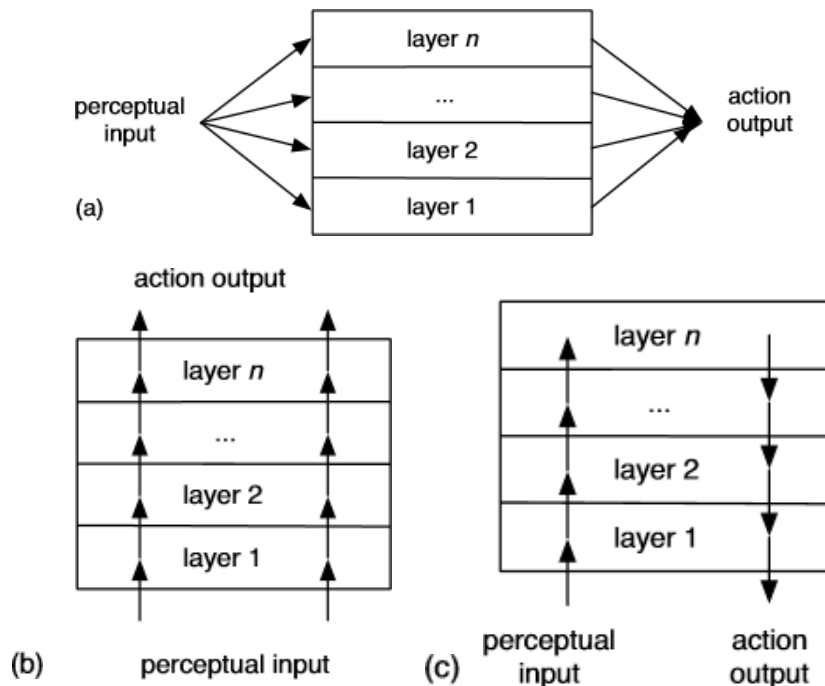 layer n
...
layer 2
layer 1
perceptual
input
action
output
(a)
action output
layer n
...
layer 2
layer 1
perceptual input
(b)
layer n
...
layer 2
layer 1
perceptual
input
action
output
(c)